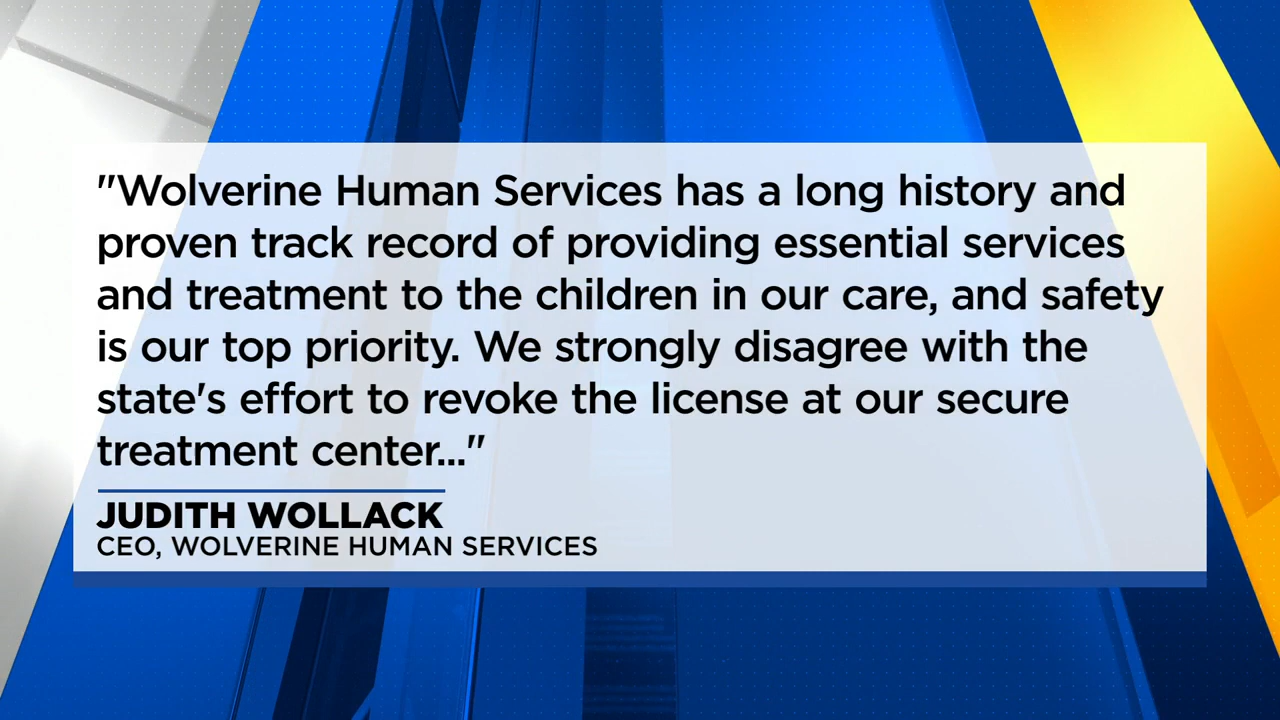 "Wolverine Human Services has a long history and
proven track record of providing essential services
and treatment to the children in our care, and safety
is our top priority. We strongly disagree with the
state's effort to revoke the license at our secure
treatment center..."
JUDITH WOLLACK
CEO, WOLVERINE HUMAN SERVICES